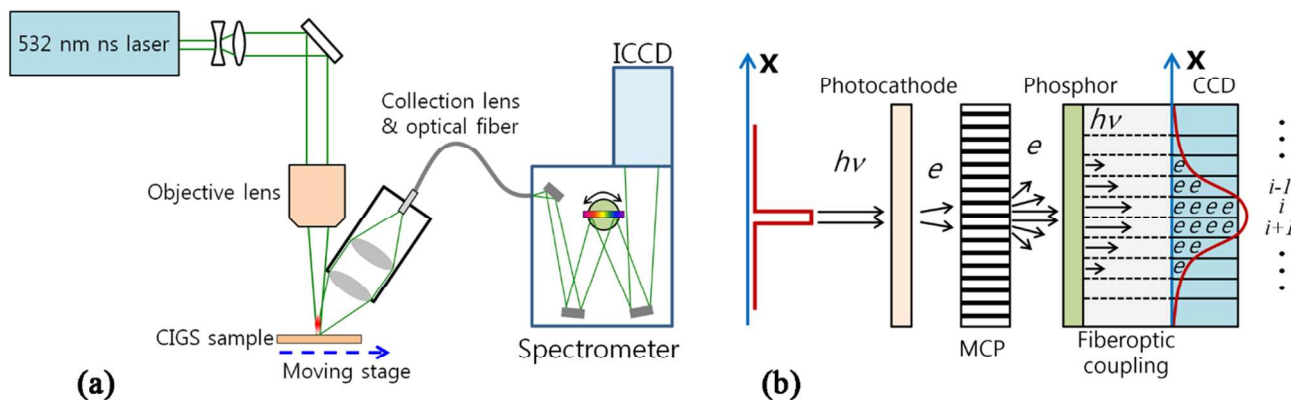 532 nm ns laser
ICCD
Collection lens
& optical fiber
Objective lens
CIGS sample
Moving stage
Spectrometer
(a)
X
X
Photocathode
Phosphor
CCD
hν
hν
e
e
e
e e
e e e e
e e e e
e e
e
i-1
i
i+1
MCP
Fiberoptic
coupling
(b)